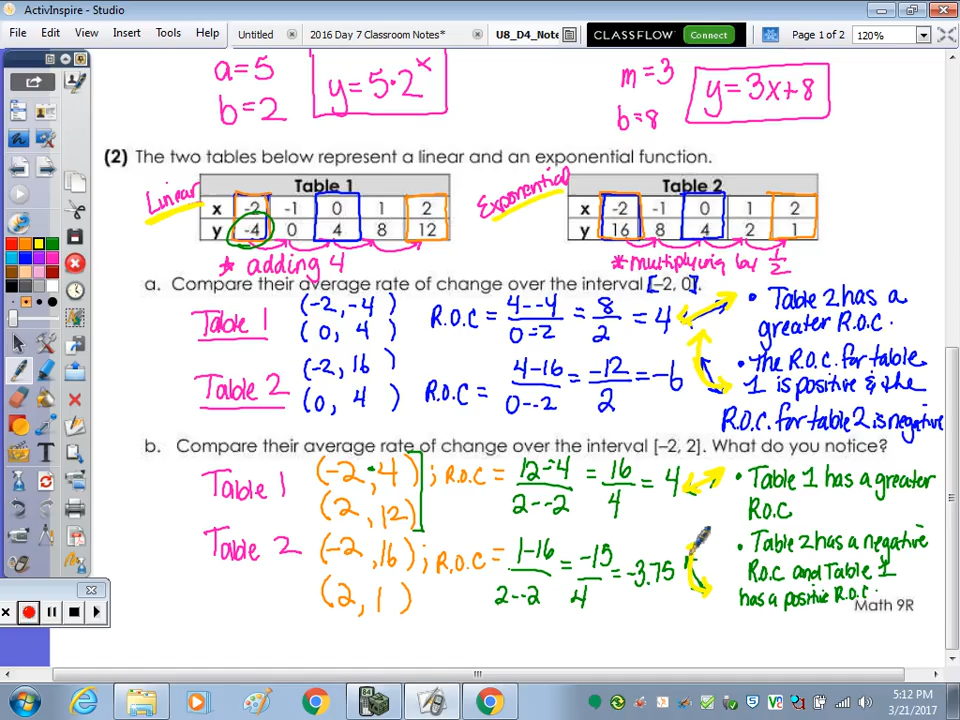 ActivInspire - Studio
File Edit View Insert Tools Help
Untitled 2016 Day 7 Classroom Notes* U8_D4_Note CLASSFLOW Connect Page 1 of 2 120%
a=5
b=2
y=5·2^x
m=3
b=8
y=3x+8
(2) The two tables below represent a linear and an exponential function.
Linear
Table 1
x -2 -1 0 1 2
y -4 0 4 8 12
* adding 4
Exponential
Table 2
x -2 -1 0 1 2
y 16 8 4 2 1
* multiplying by 1/2
a. Compare their average rate of change over the interval [-2, 0].
Table 1 (-2, -4) (0, 4) R.O.C = 4--4/0--2 = 8/2 = 4
Table 2 (-2, 16) (0, 4) R.O.C = 4-16/0--2 = -12/2 = -6
• Table 2 has a
greater R.O.C.
• The R.O.C. for table
1 is positive & the
R.O.C. for table 2 is negative
b. Compare their average rate of change over the interval [-2, 2]. What do you notice?
Table 1 (-2, -4) (2, 12) ; R.O.C = 12--4/2--2 = 16/4 = 4
Table 2 (-2, 16) (2, 1) ; R.O.C = 1-16/2--2 = -15/4 = -3.75
• Table 1 has a greater
R.O.C
• Table 2 has a negative
R.O.C and Table 1
has a positive R.O.C.
Math 9R
5:12 PM
3/21/2017